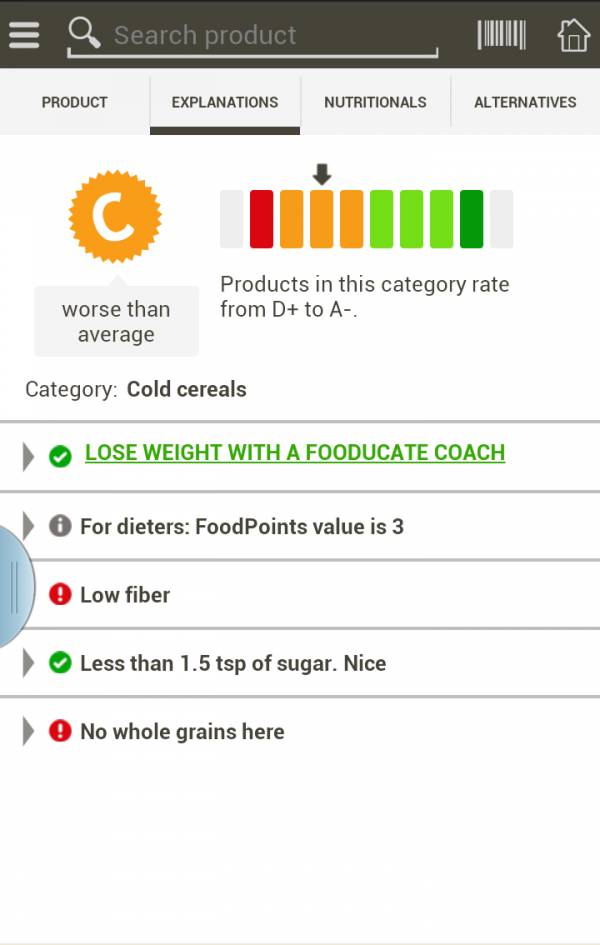 Search product
PRODUCT
EXPLANATIONS
NUTRITIONALS
ALTERNATIVES
C
worse than
average
Products in this category rate
from D+ to A-.
Category: Cold cereals
LOSE WEIGHT WITH A FOODUCATE COACH
For dieters: FoodPoints value is 3
Low fiber
Less than 1.5 tsp of sugar. Nice
No whole grains here